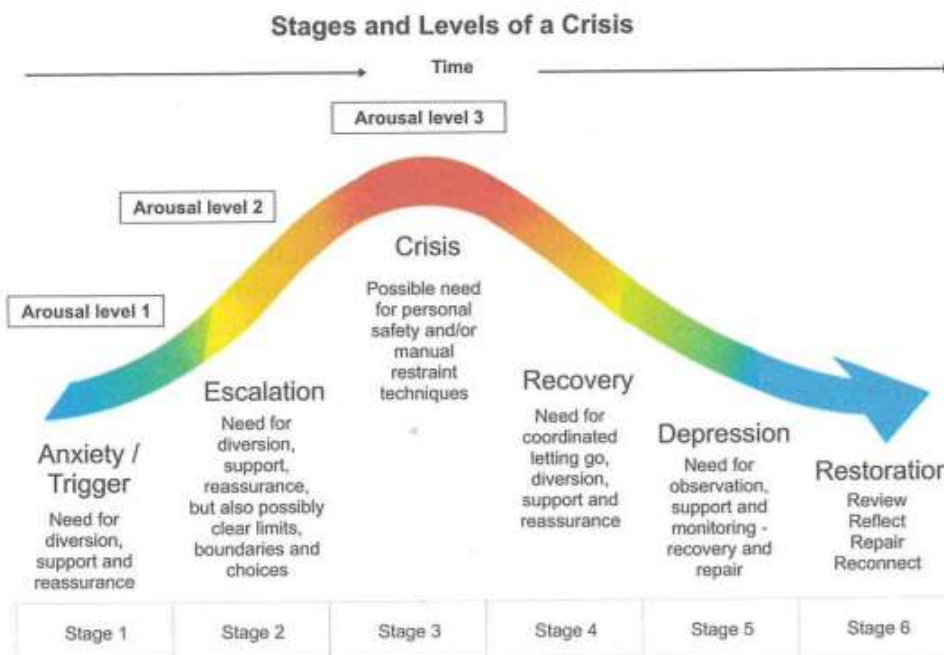 Stages and Levels of a Crisis
Time
Arousal level 3
Arousal level 2
Arousal level 1
Crisis
Possible need
for personal
safety and/or
manual
restraint
techniques
Escalation
Need for
diversion,
support,
reassurance,
but also possibly
clear limits,
boundaries and
choices
Anxiety /
Trigger
Need for
diversion,
support and
reassurance
Recovery
Need for
coordinated
letting go,
diversion,
support and
reassurance
Depression
Need for
observation,
support and
monitoring -
recovery and
repair
Restoration
Review
Reflect
Repair
Reconnect
Stage 1
Stage 2
Stage 3
Stage 4
Stage 5
Stage 6